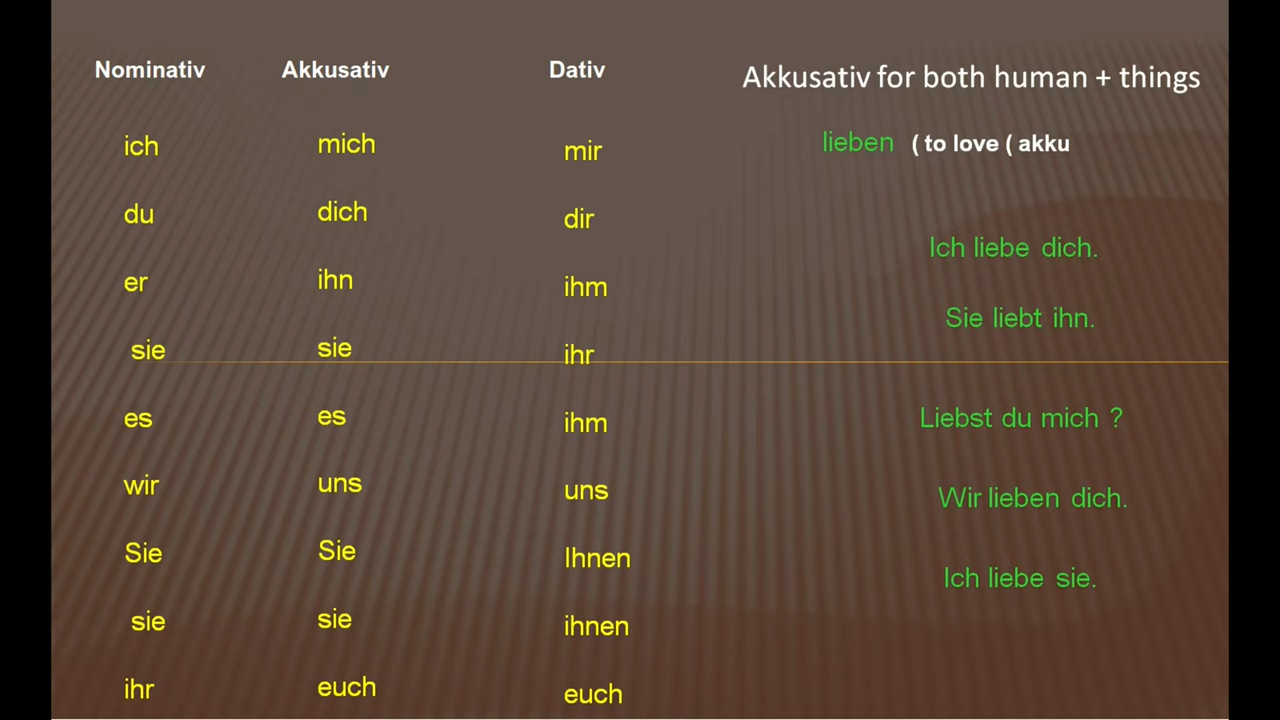 Nominativ Akkusativ Dativ
ich mich mir
du dich dir
er ihn ihm
sie sie ihr
es es ihm
wir uns uns
Sie Sie Ihnen
sie sie ihnen
ihr euch euch
Akkusativ for both human + things
lieben ( to love ( akku
Ich liebe dich.
Sie liebt ihn.
Liebst du mich ?
Wir lieben dich.
Ich liebe sie.